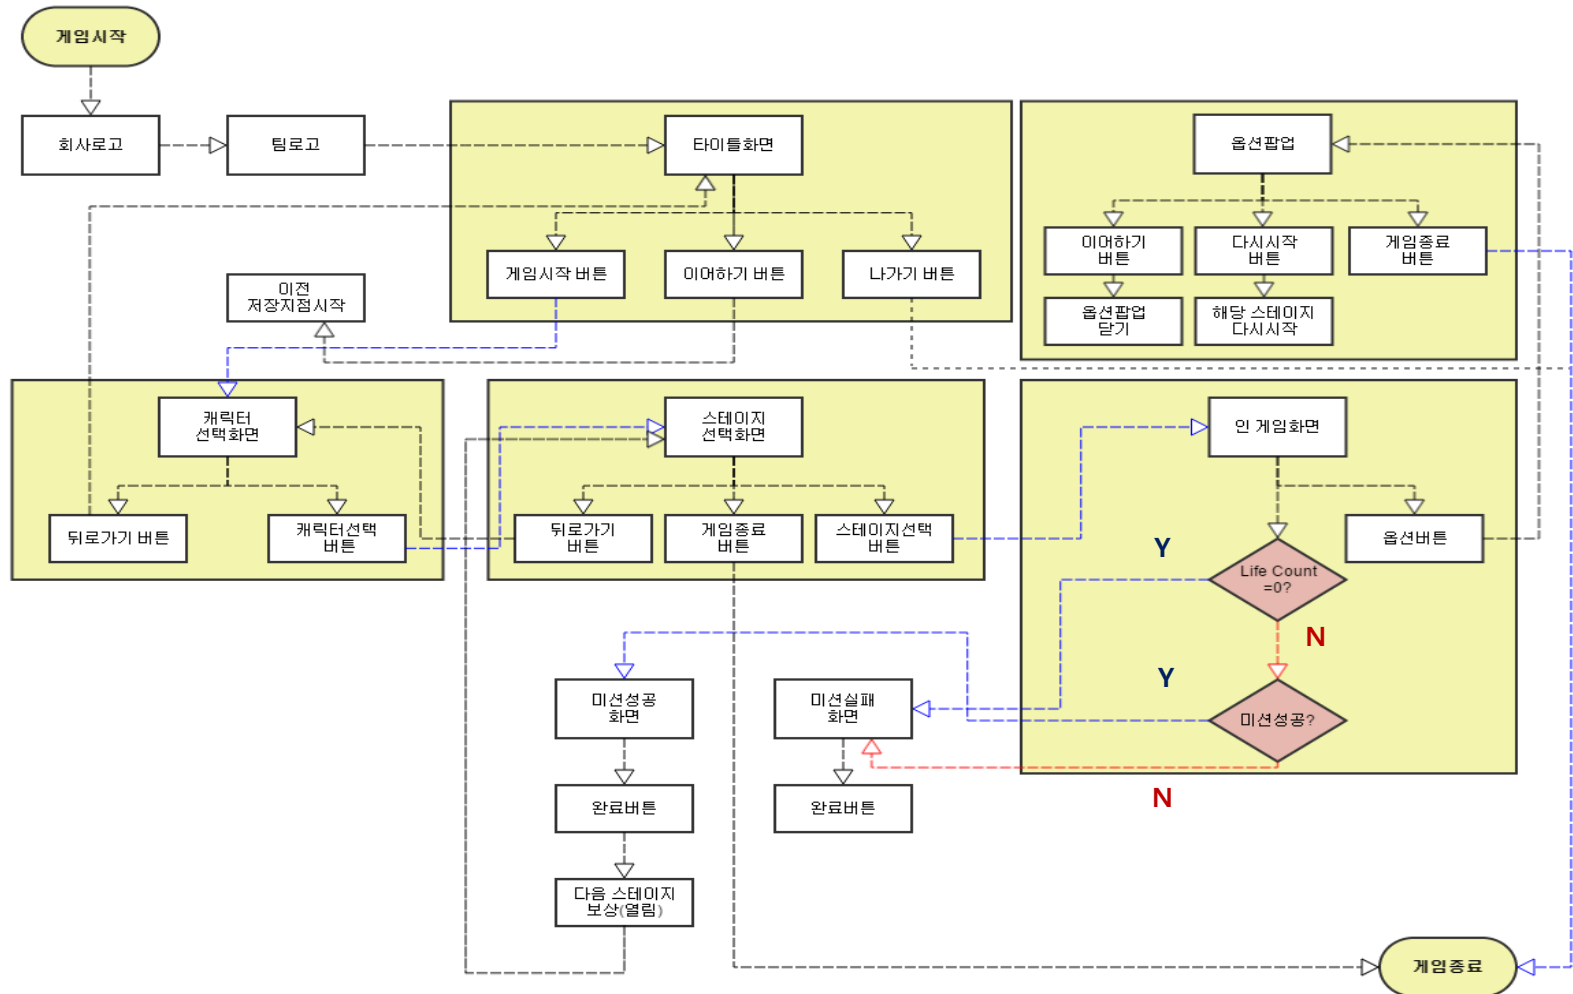 게임시작
회사로고
팀로고
타이틀화면
게임시작 버튼
이어하기 버튼
나가기 버튼
옵션팝업
이어하기
버튼
다시시작
버튼
게임종료
버튼
옵션팝업
닫기
해당 스테이지
다시시작
이전
저장지점시작
캐릭터
선택화면
뒤로가기 버튼
캐릭터선택
버튼
스테이지
선택화면
뒤로가기
버튼
게임종료
버튼
스테이지선택
버튼
인 게임화면
옵션버튼
Life Count
=0?
Y
N
미션성공?
Y
N
미션성공
화면
완료버튼
다음 스테이지
보상(열림)
미션실패
화면
완료버튼
게임종료